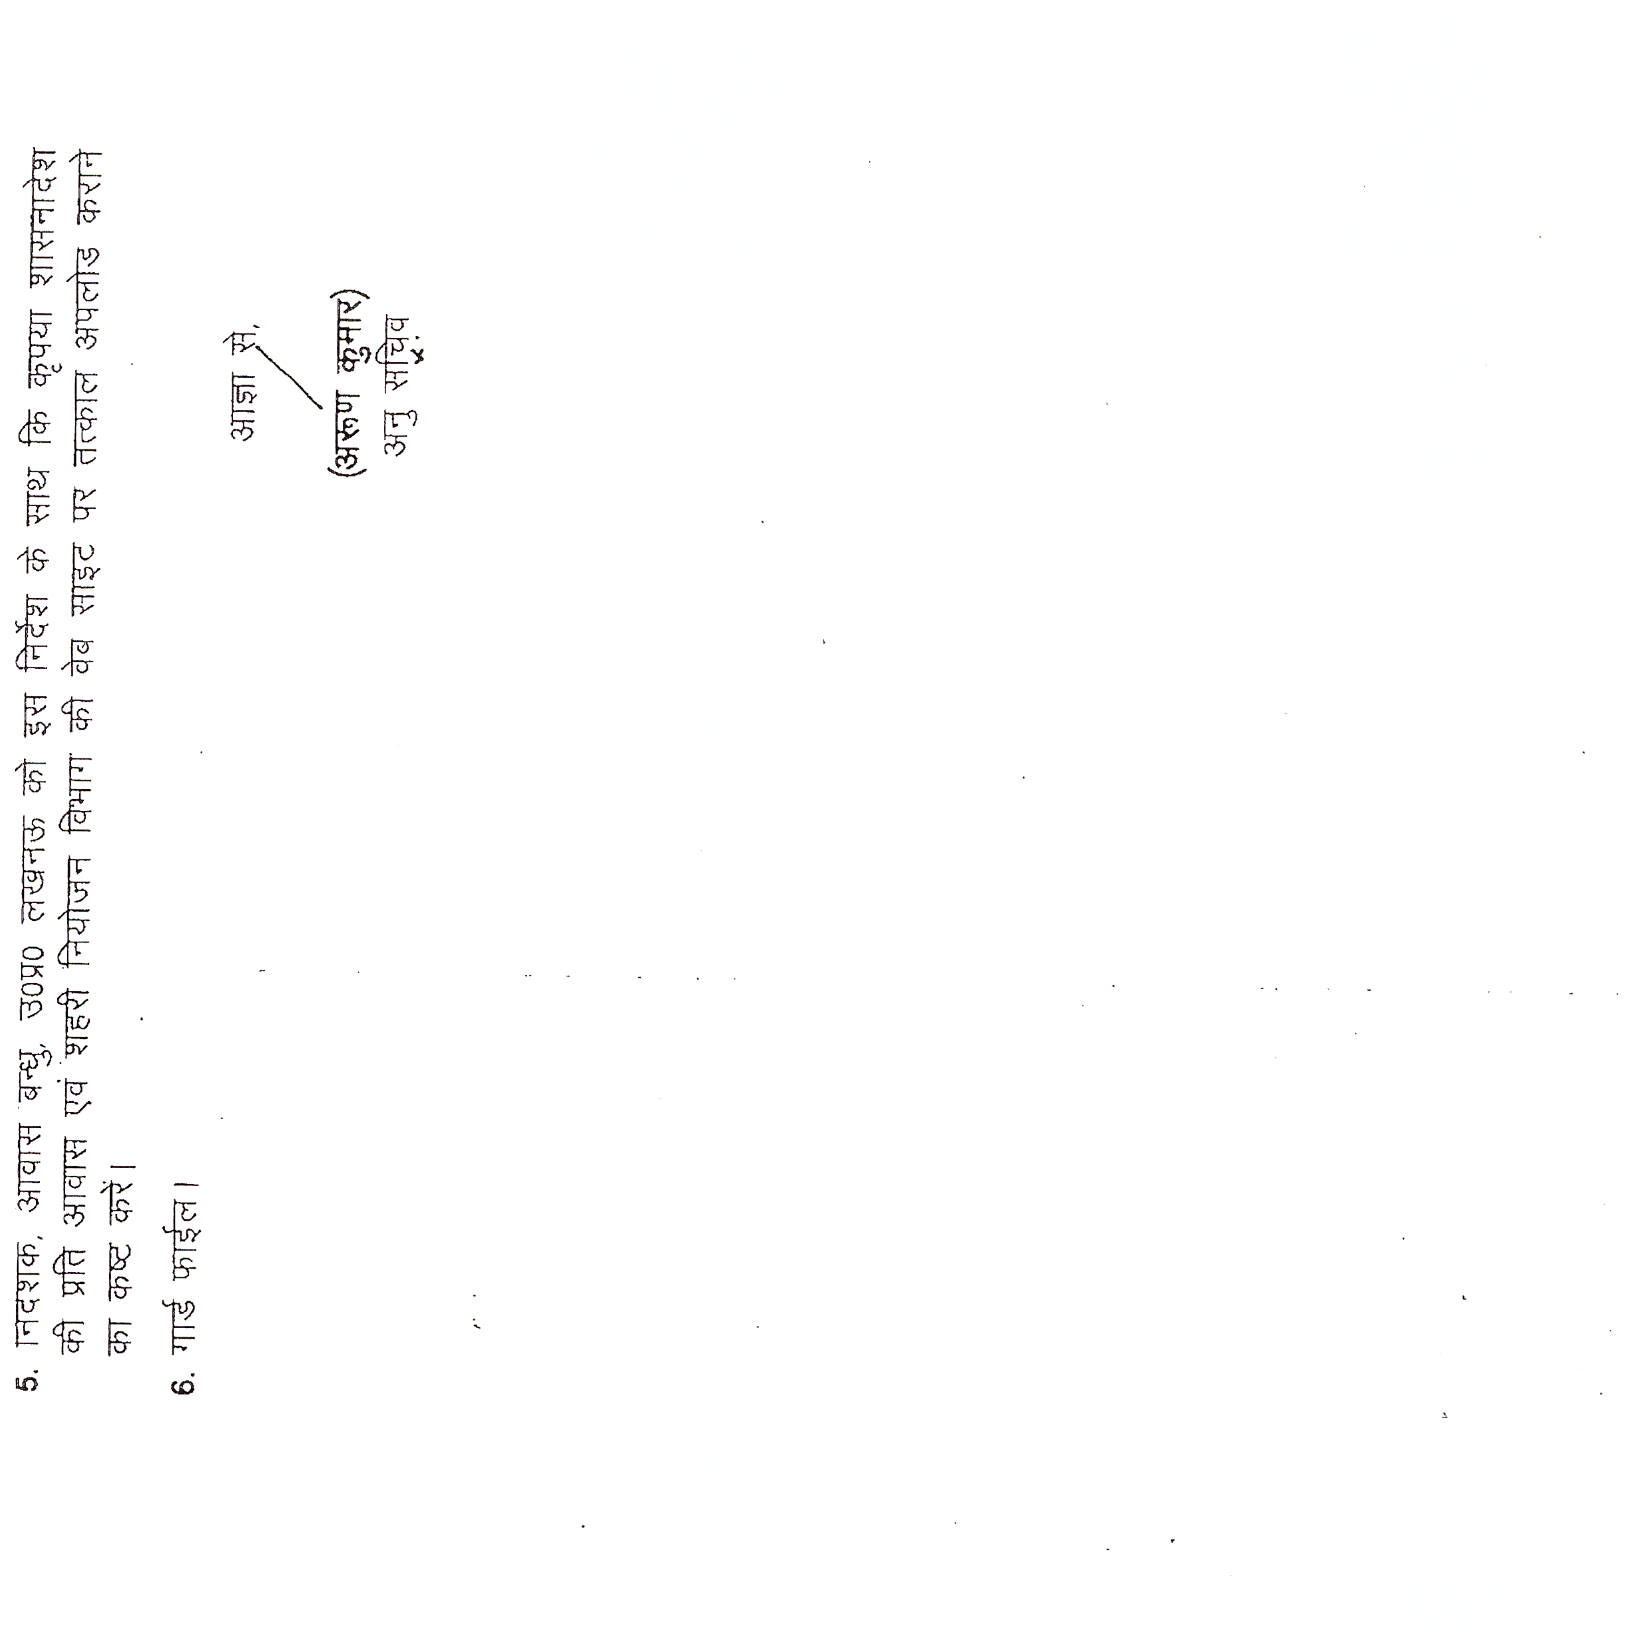 5. निदेशक, आवास बन्धु, उ0प्र0 लखनऊ को इस निर्देश के साथ कि कृपया शासनादेश
की प्रति आवास एवं शहरी नियोजन विभाग की वेब साइट पर तत्काल अपलोड कराने
का कष्ट करें।
6. गार्ड फाईल।
आज्ञा से,
(अरूण कुमार)
अनु सचिव